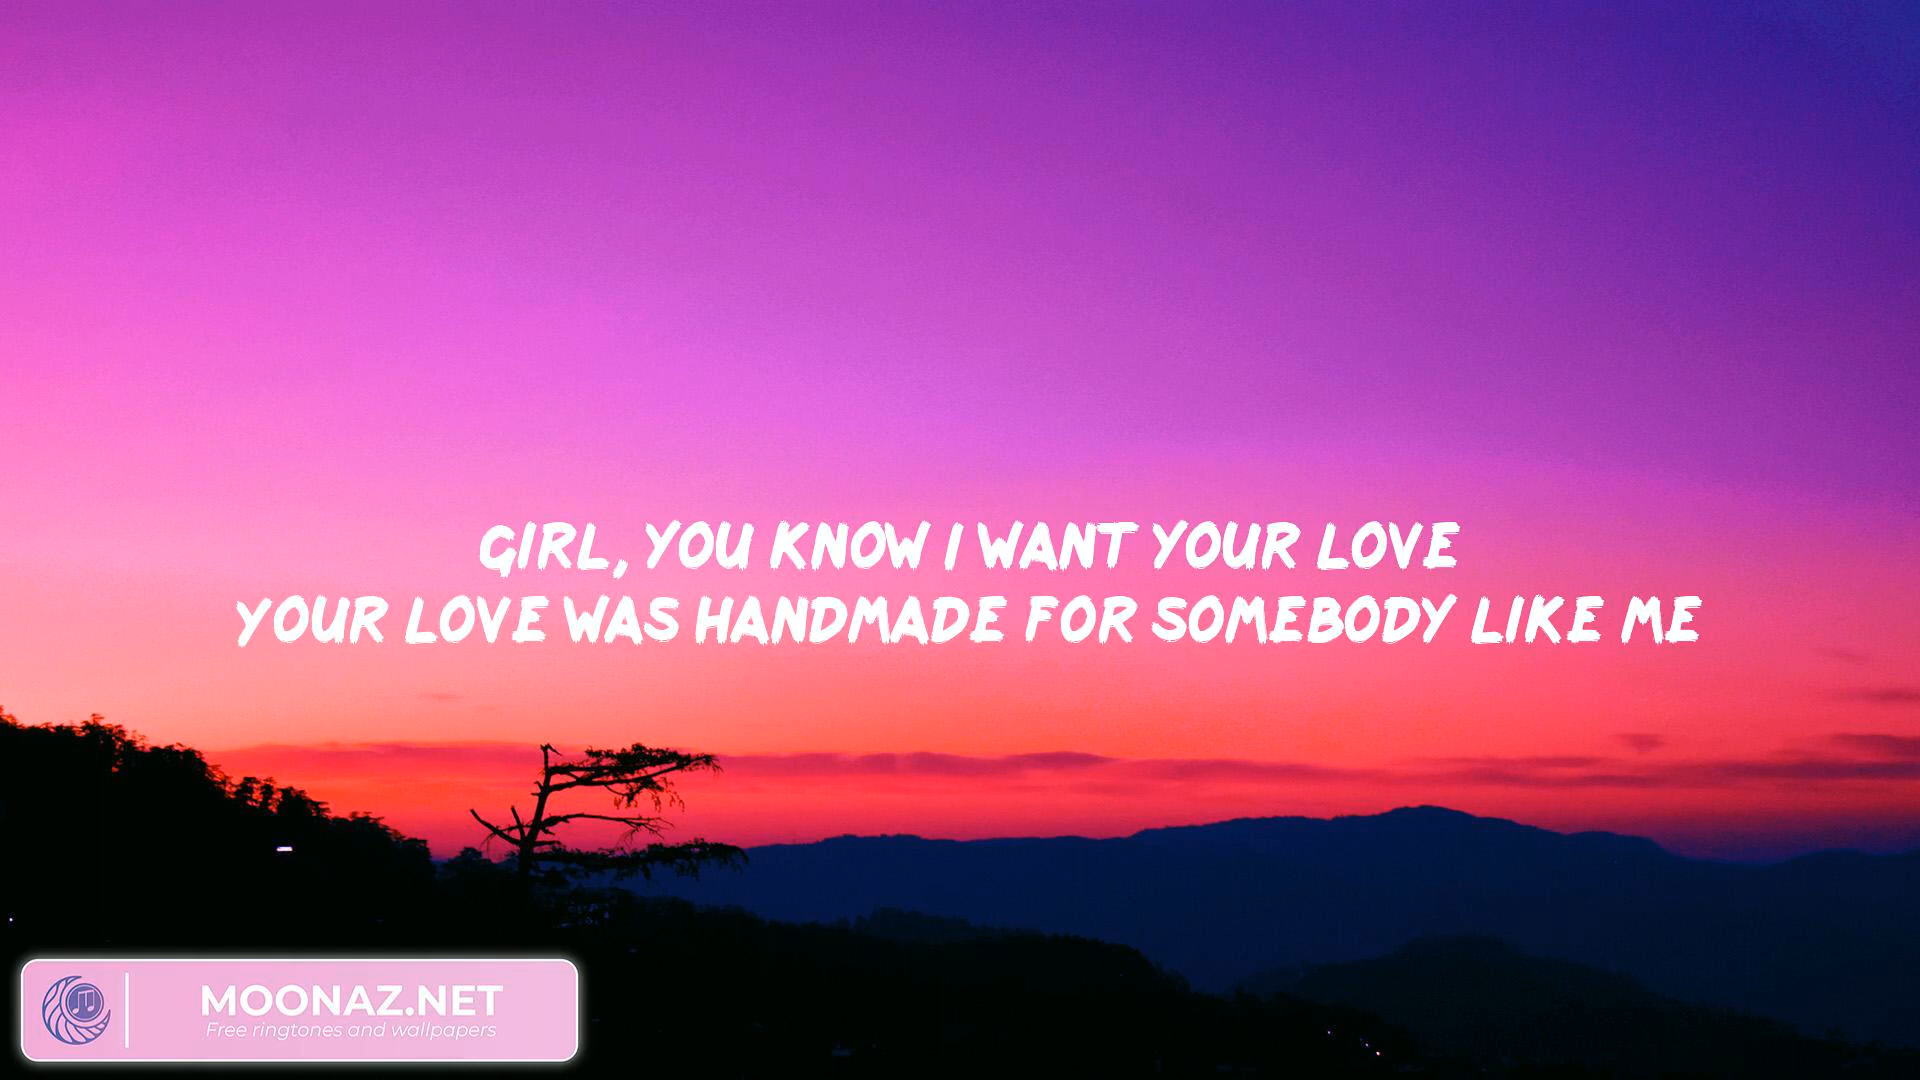 GIRL, YOU KNOW I WANT YOUR LOVE
YOUR LOVE WAS HANDMADE FOR SOMEBODY LIKE ME
MOONAZ.NET
Free ringtones and wallpapers